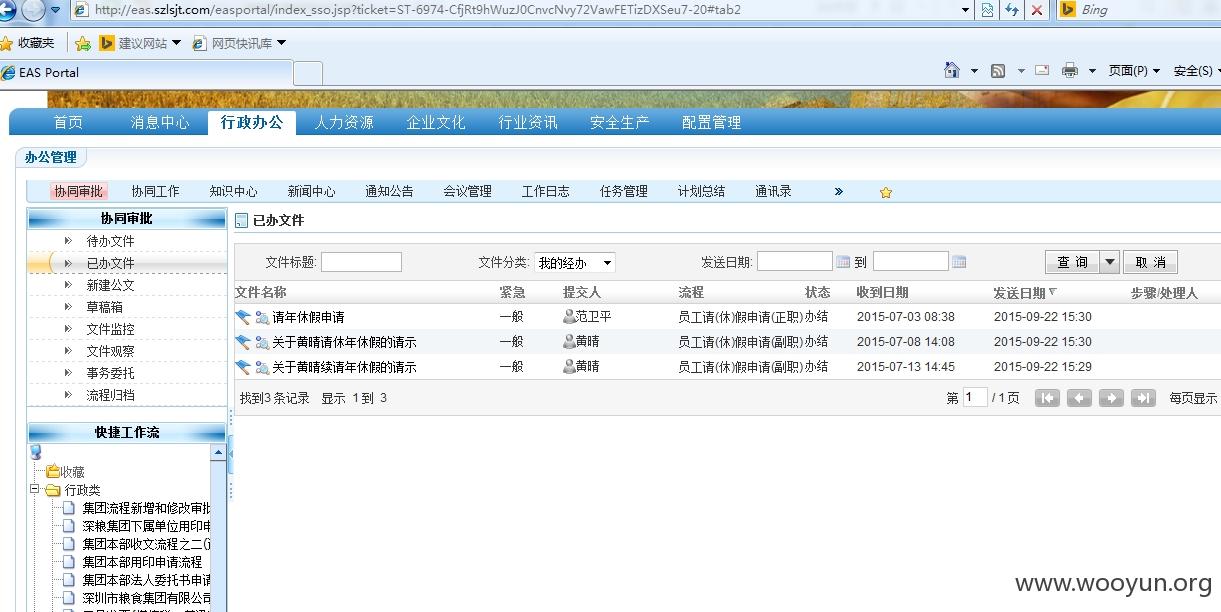 http://eas.szlsjt.com/easportal/index_sso.jsp?ticket=ST-6974-CfjRt9hWuzJ0CnvcNvy72VawFETizDXSeu7-20#tab2 Bing
收藏夹 建议网站 网页快讯库
EAS Portal 页面(P) 安全(S)
首页 消息中心 行政办公 人力资源 企业文化 行业资讯 安全生产 配置管理
办公管理
协同审批 协同工作 知识中心 新闻中心 通知公告 会议管理 工作日志 任务管理 计划总结 通讯录 »
协同审批
待办文件
已办文件
新建公文
草稿箱
文件监控
文件观察
事务委托
流程归档
快捷工作流
收藏
行政类
集团流程新增和修改审批
深粮集团下属单位用印申
集团本部收文流程之二(
集团本部用印申请流程
集团本部法人委托书申请
深圳市粮食集团有限公司
已办文件
文件标题: 文件分类: 我的经办 发送日期: 到 查 询 取 消
文件名称 紧急 提交人 流程 状态 收到日期 发送日期 步骤/处理人
请年休假申请 一般 范卫平 员工请(休)假申请(正职) 办结 2015-07-03 08:38 2015-09-22 15:30
关于黄晴请休年休假的请示 一般 黄晴 员工请(休)假申请(副职) 办结 2015-07-08 14:08 2015-09-22 15:30
关于黄晴续请年休假的请示 一般 黄晴 员工请(休)假申请(副职) 办结 2015-07-13 14:45 2015-09-22 15:29
找到3 条记录 显示 1 到 3 第 1 / 1 页 每页显示
www.wooyun.org